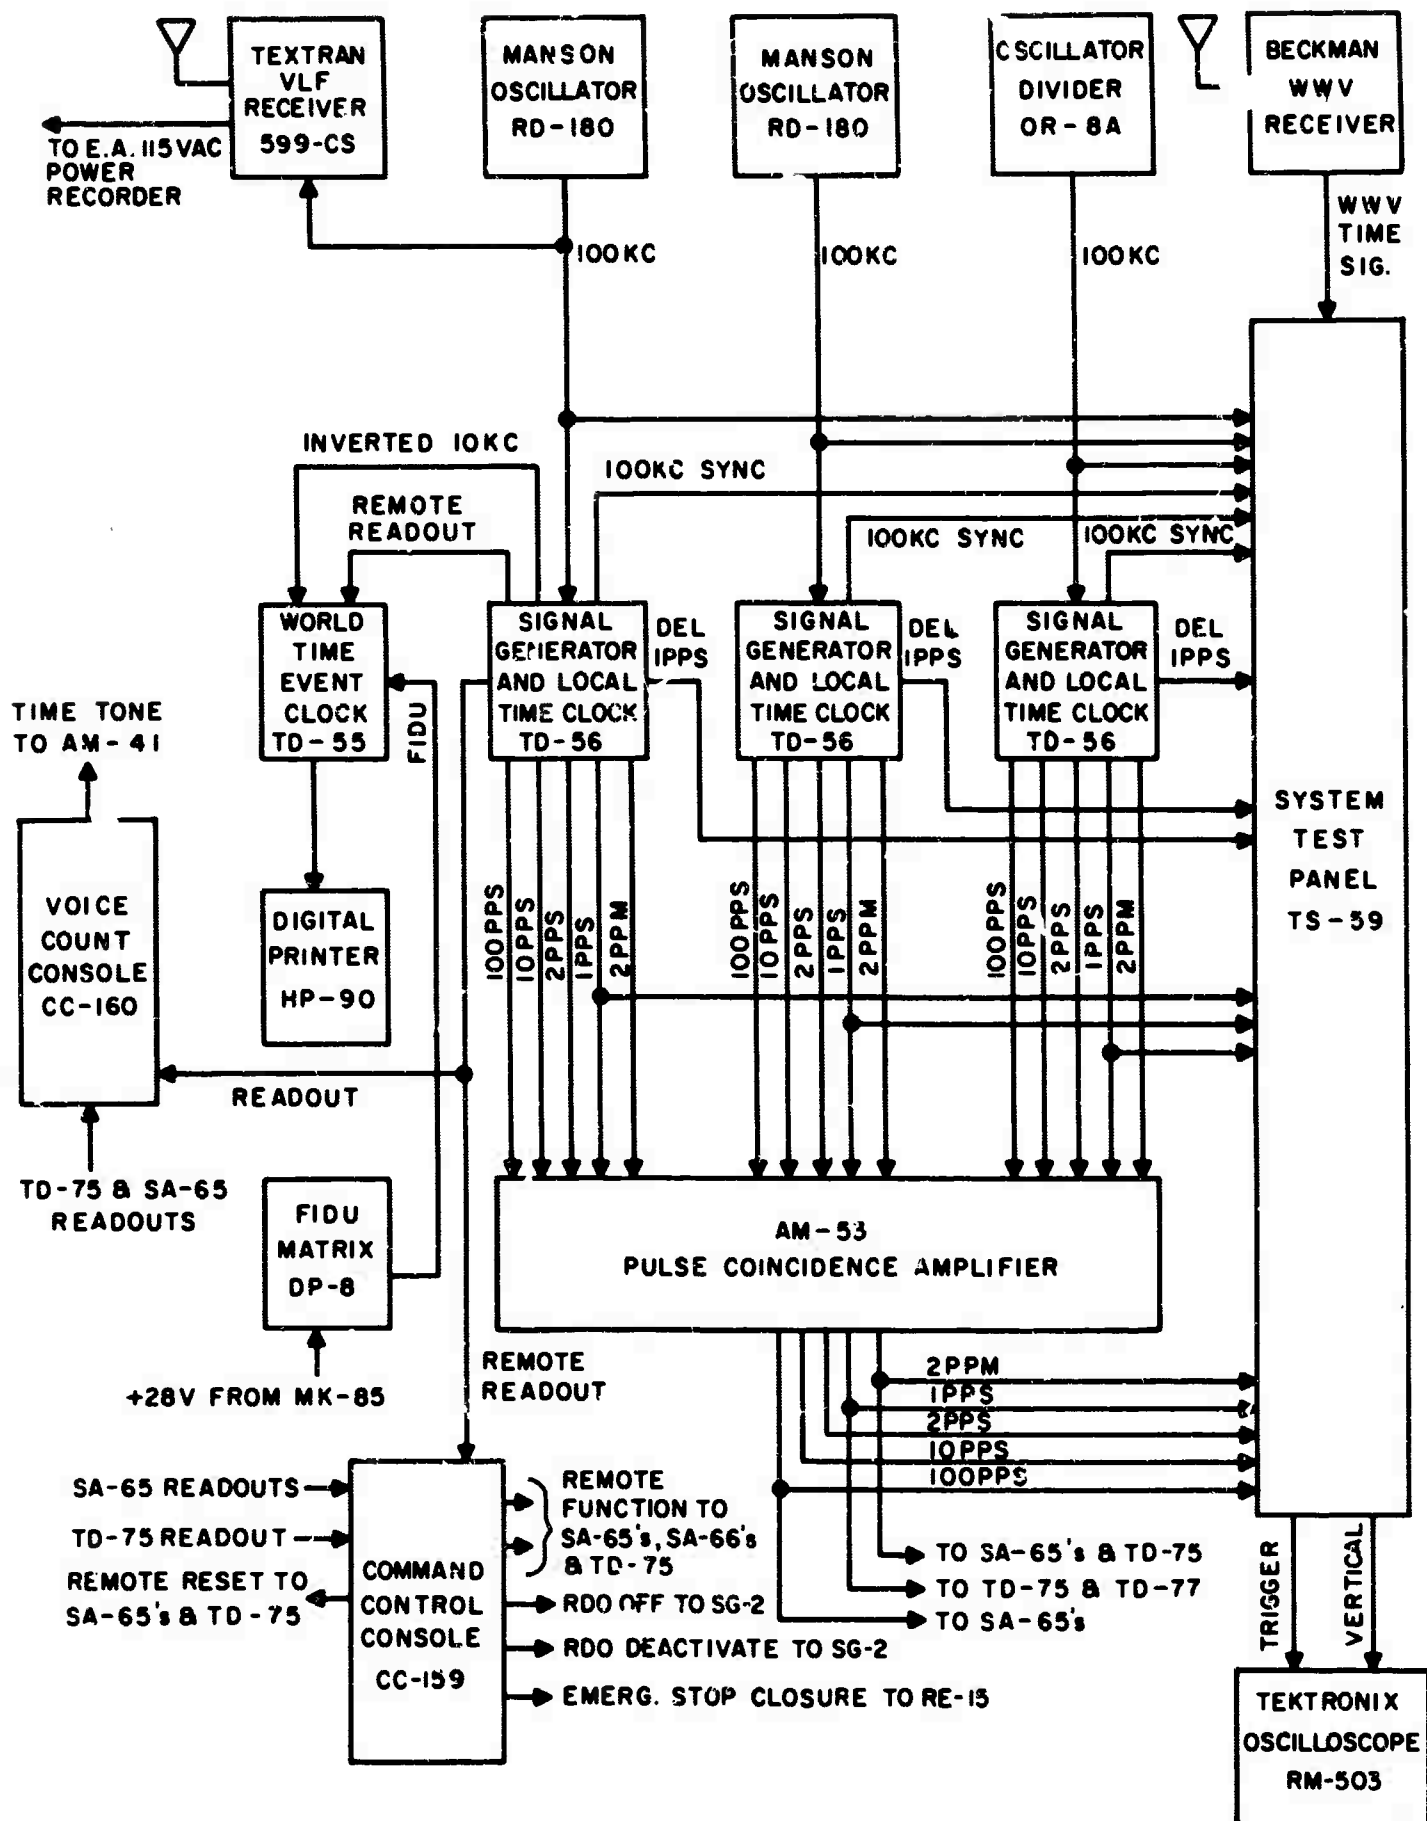 TEXTRAN
VLF
RECEIVER
599-CS
MANSON
OSCILLATOR
RD-180
MANSON
OSCILLATOR
RD-180
OSCILLATOR
DIVIDER
OR-8A
BECKMAN
WWV
RECEIVER
TO E.A. 115VAC
POWER
RECORDER
100KC
100KC
100KC
WWV
TIME
SIG.
INVERTED 10KC
REMOTE
READOUT
100KC SYNC
100KC SYNC
100KC SYNC
WORLD
TIME
EVENT
CLOCK
TD-55
FIDU
SIGNAL
GENERATOR
AND LOCAL
TIME CLOCK
TD-56
DEL
1PPS
SIGNAL
GENERATOR
AND LOCAL
TIME CLOCK
TD-56
DEL
1PPS
SIGNAL
GENERATOR
AND LOCAL
TIME CLOCK
TD-56
DEL
1PPS
TIME TONE
TO AM-41
VOICE
COUNT
CONSOLE
CC-160
DIGITAL
PRINTER
HP-90
100PPS
10PPS
2PPS
1PPS
2PPM
100PPS
10PPS
2PPS
1PPS
2PPM
100PPS
10PPS
2PPS
1PPS
2PPM
SYSTEM
TEST
PANEL
TS-59
READOUT
TD-75 & SA-65
READOUTS
FIDU
MATRIX
DP-8
+28V FROM MK-85
AM-53
PULSE COINCIDENCE AMPLIFIER
REMOTE
READOUT
2PPM
1PPS
2PPS
10PPS
100PPS
SA-65 READOUTS
TD-75 READOUT
REMOTE RESET TO
SA-65's & TD-75
COMMAND
CONTROL
CONSOLE
CC-159
REMOTE
FUNCTION TO
SA-65's, SA-66's
& TD-75
RDO OFF TO SG-2
RDO DEACTIVATE TO SG-2
EMERG. STOP CLOSURE TO RE-15
TO SA-65's & TD-75
TO TD-75 & TD-77
TO SA-65's
TRIGGER
VERTICAL
TEKTRONIX
OSCILLOSCOPE
RM-503